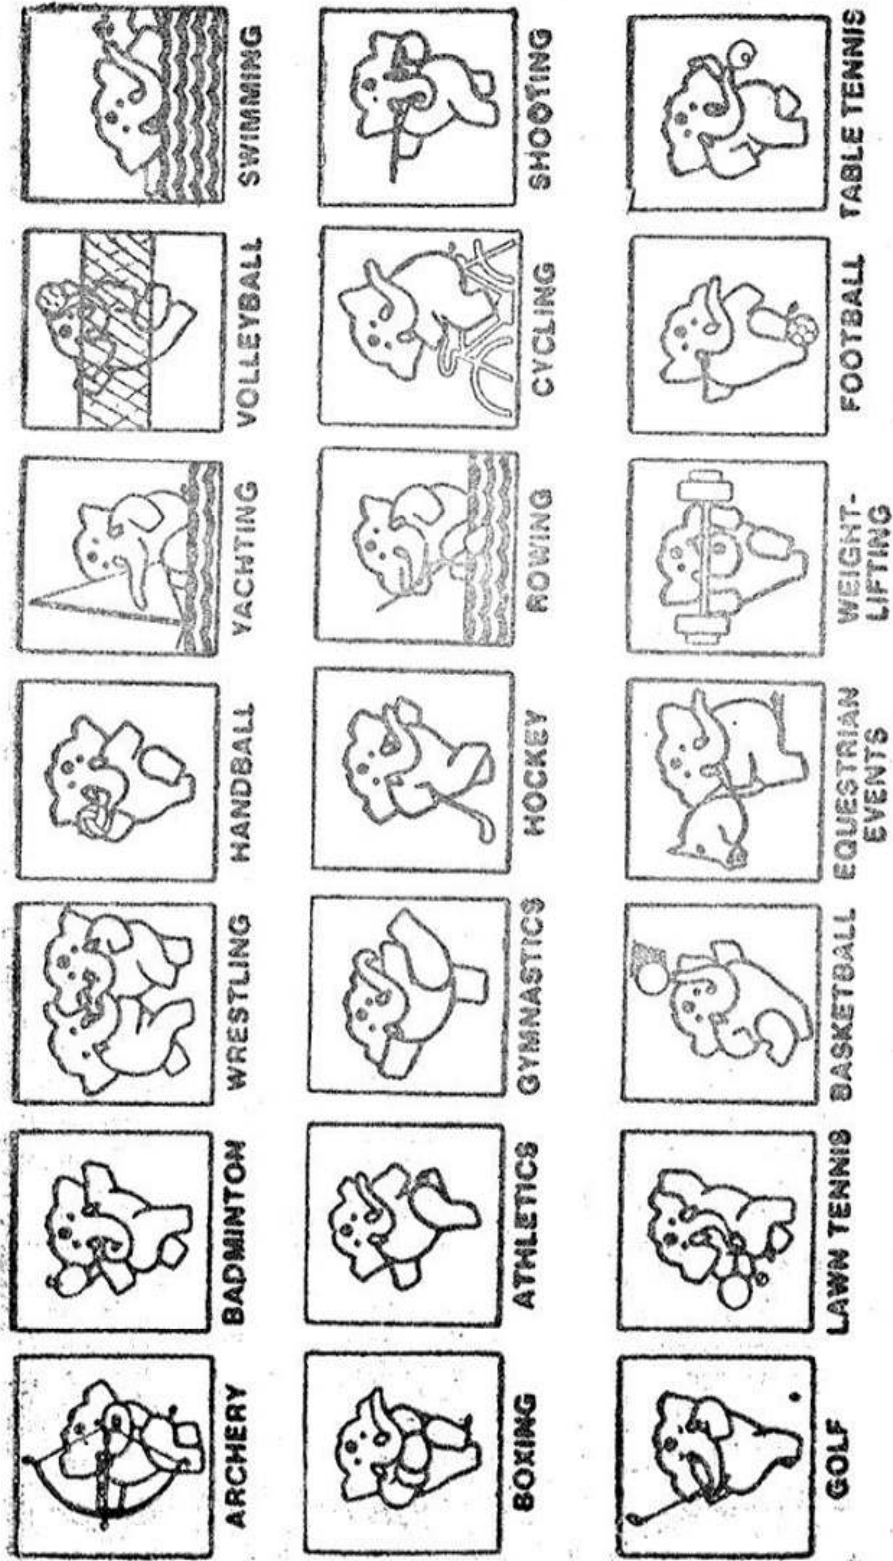 ARCHERY
BADMINTON
WRESTLING
HANDBALL
YACHTING
VOLLEYBALL
SWIMMING
BOXING
ATHLETICS
GYMNASTICS
HOCKEY
ROWING
CYCLING
SHOOTING
GOLF
LAWN TENNIS
BASKETBALL
EQUESTRIAN
EVENTS
WEIGHT-
LIFTING
FOOTBALL
TABLE TENNIS